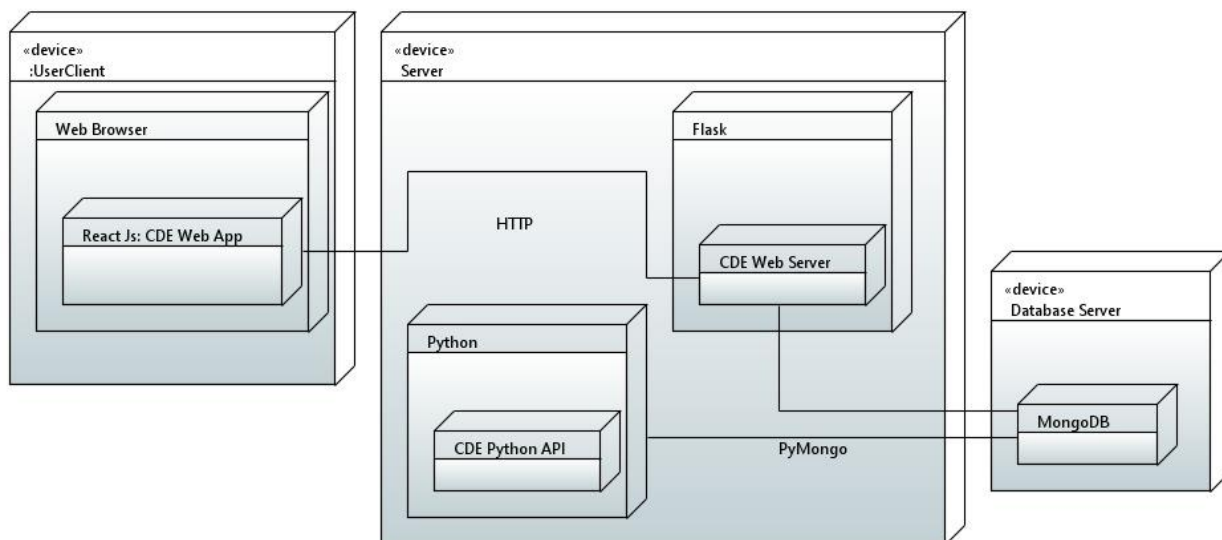 «device»
:UserClient
Web Browser
React Js: CDE Web App
«device»
Server
Flask
HTTP
CDE Web Server
Python
CDE Python API
PyMongo
«device»
Database Server
MongoDB